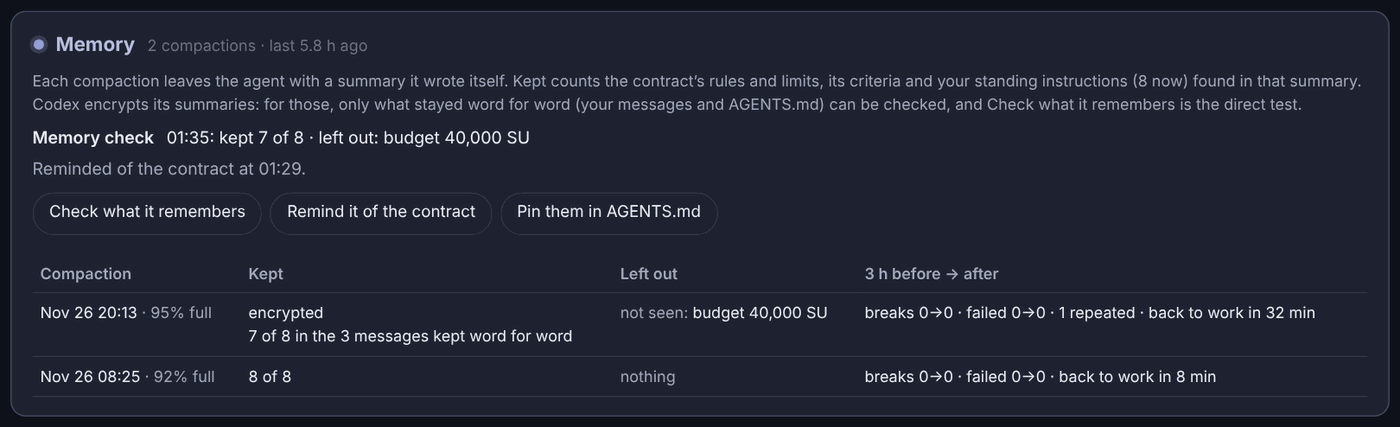 Memory 2 compactions · last 5.8 h ago
Each compaction leaves the agent with a summary it wrote itself. Kept counts the contract's rules and limits, its criteria and your standing instructions (8 now) found in that summary.
Codex encrypts its summaries: for those, only what stayed word for word (your messages and AGENTS.md) can be checked, and Check what it remembers is the direct test.
Memory check 01:35: kept 7 of 8 · left out: budget 40,000 SU
Reminded of the contract at 01:29.
Check what it remembers Remind it of the contract Pin them in AGENTS.md
Compaction Kept Left out 3 h before → after
Nov 26 20:13 · 95% full encrypted not seen: budget 40,000 SU breaks 0→0 · failed 0→0 · 1 repeated · back to work in 32 min
7 of 8 in the 3 messages kept word for word
Nov 26 08:25 · 92% full 8 of 8 nothing breaks 0→0 · failed 0→0 · back to work in 8 min